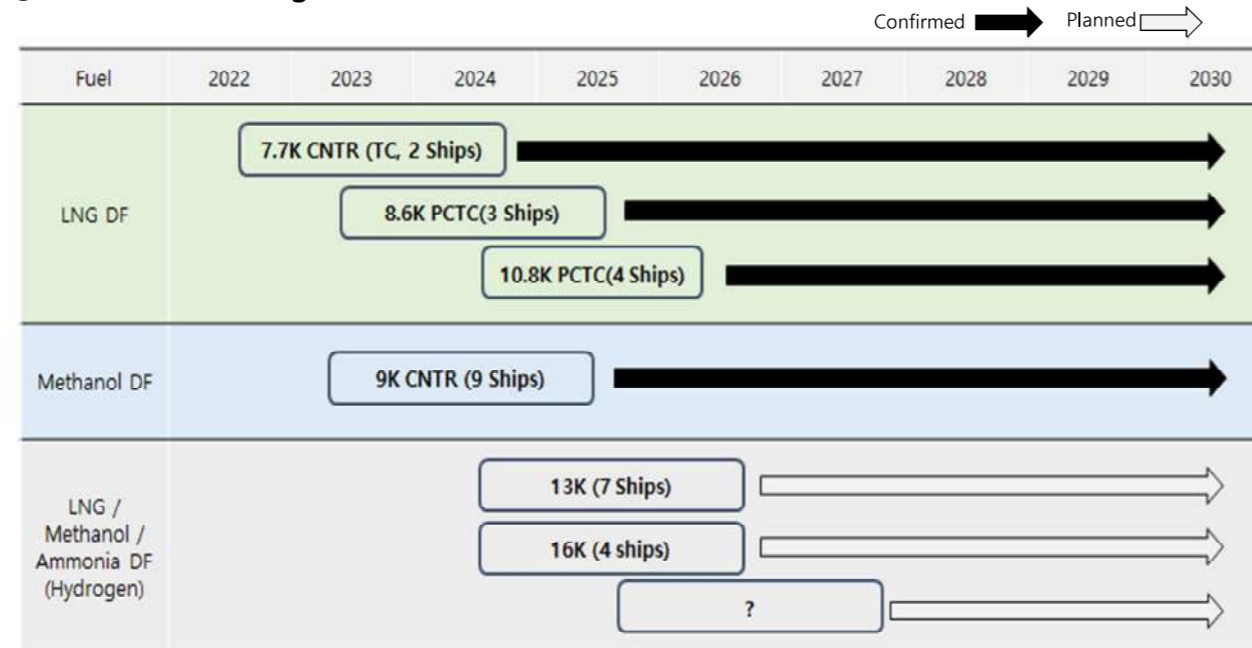 Confirmed Planned
Fuel 2022 2023 2024 2025 2026 2027 2028 2029 2030
7.7K CNTR (TC, 2 Ships)
LNG DF
8.6K PCTC(3 Ships)
10.8K PCTC(4 Ships)
Methanol DF
9K CNTR (9 Ships)
LNG /
Methanol /
Ammonia DF
(Hydrogen)
13K (7 Ships)
16K (4 ships)
?